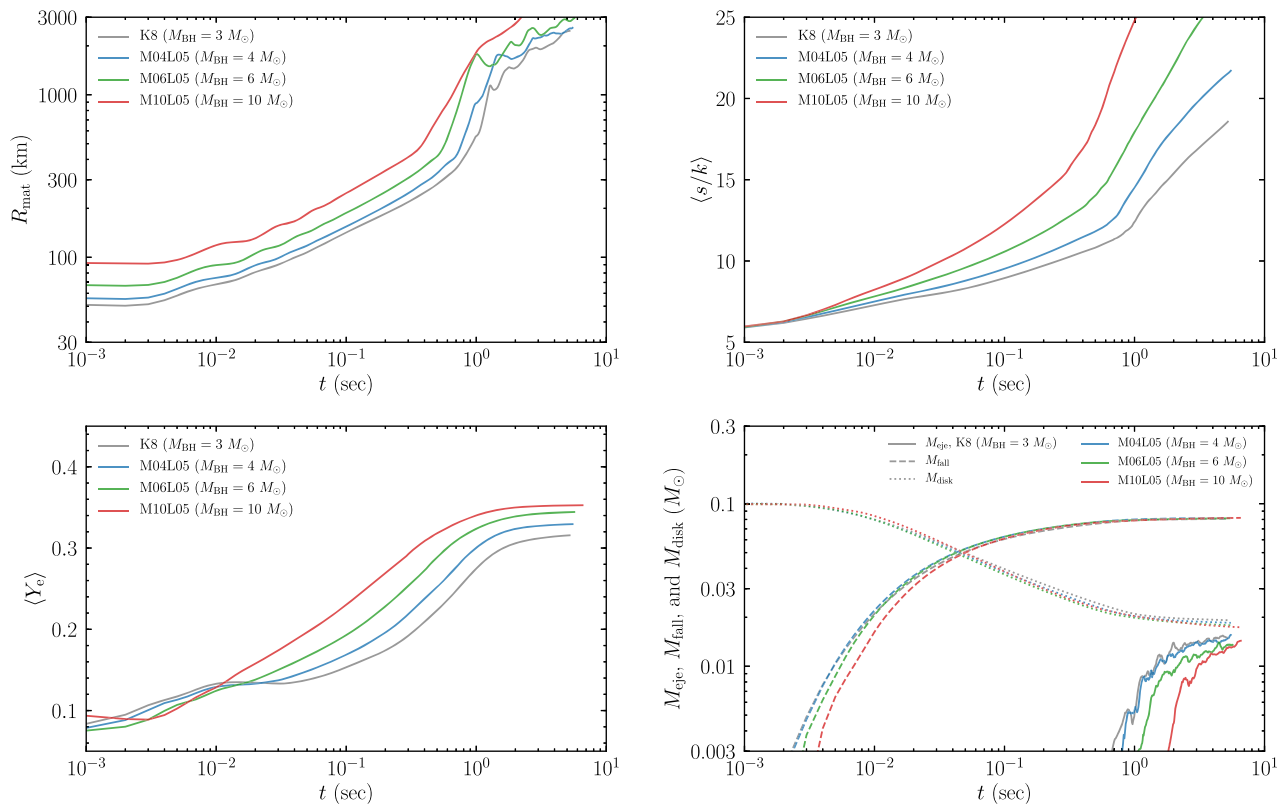 3000
1000
300
100
30
R_mat (km)
K8 (M_BH = 3 M_⊙)
M04L05 (M_BH = 4 M_⊙)
M06L05 (M_BH = 6 M_⊙)
M10L05 (M_BH = 10 M_⊙)
10^−3 10^−2 10^−1 10^0 10^1
t (sec)
25
20
15
10
5
⟨s/k⟩
K8 (M_BH = 3 M_⊙)
M04L05 (M_BH = 4 M_⊙)
M06L05 (M_BH = 6 M_⊙)
M10L05 (M_BH = 10 M_⊙)
10^−3 10^−2 10^−1 10^0 10^1
t (sec)
0.4
0.3
0.2
0.1
⟨Y_e⟩
K8 (M_BH = 3 M_⊙)
M04L05 (M_BH = 4 M_⊙)
M06L05 (M_BH = 6 M_⊙)
M10L05 (M_BH = 10 M_⊙)
10^−3 10^−2 10^−1 10^0 10^1
t (sec)
0.3
0.1
0.03
0.01
0.003
M_eje, M_fall, and M_disk (M_⊙)
M_eje, K8 (M_BH = 3 M_⊙)
M_fall
M_disk
M04L05 (M_BH = 4 M_⊙)
M06L05 (M_BH = 6 M_⊙)
M10L05 (M_BH = 10 M_⊙)
10^−3 10^−2 10^−1 10^0 10^1
t (sec)